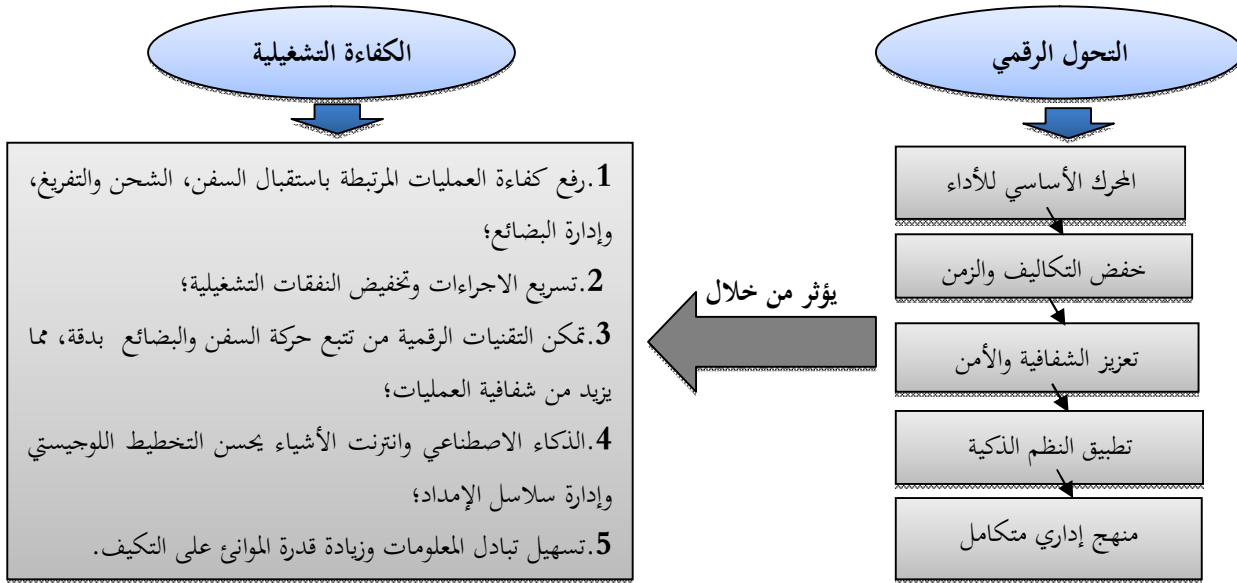 التحول الرقمي
المحرك الأساسي للأداء
خفض التكاليف والزمن
تعزيز الشفافية والأمن
تطبيق النظم الذكية
منهج إداري متكامل
يؤثر من خلال
الكفاءة التشغيلية
1.رفع كفاءة العمليات المرتبطة باستقبال السفن، الشحن والتفريغ،
وإدارة البضائع؛
2.تسريع الاجراءات وتخفيض النفقات التشغيلية؛
3.تمكن التقنيات الرقمية من تتبع حركة السفن والبضائع بدقة، مما
يزيد من شفافية العمليات؛
4.الذكاء الاصطناعي وانترنت الأشياء يحسن التخطيط اللوجيستي
وإدارة سلاسل الإمداد؛
5.تسهيل تبادل المعلومات وزيادة قدرة الموانئ على التكيف.